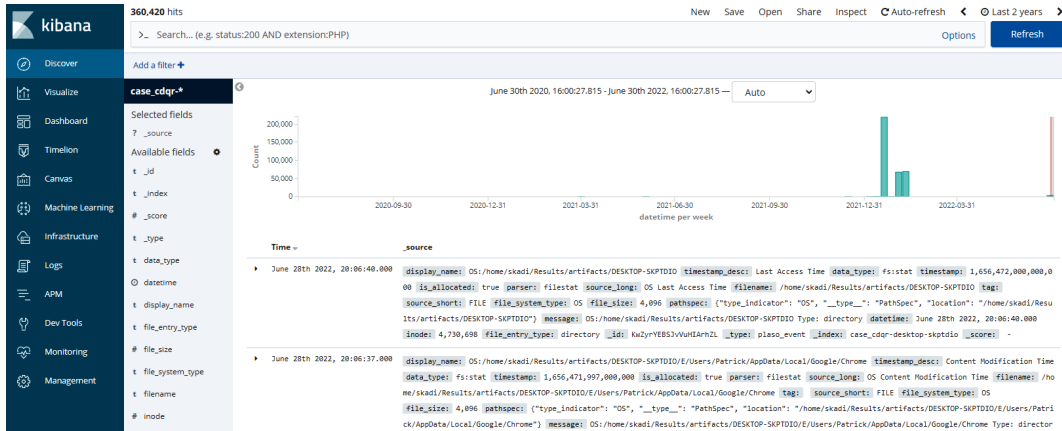 kibana
Discover
Visualize
Dashboard
Timelion
Canvas
Machine Learning
Infrastructure
Logs
APM
Dev Tools
Monitoring
Management
360,420 hits
New Save Open Share Inspect Auto-refresh Last 2 years
>_ Search... (e.g. status:200 AND extension:PHP) Options Refresh
Add a filter +
case_cdqr-*
Selected fields
? _source
Available fields
t _id
t _index
# _score
t _type
t data_type
datetime
t display_name
t file_entry_type
# file_size
t file_system_type
t filename
# inode
June 30th 2020, 16:00:27.815 - June 30th 2022, 16:00:27.815 — Auto
Count
200,000
150,000
100,000
50,000
0
2020-09-30 2020-12-31 2021-03-31 2021-06-30 2021-09-30 2021-12-31 2022-03-31
datetime per week
Time _source
June 28th 2022, 20:06:40.000 display_name: OS:/home/skadi/Results/artifacts/DESKTOP-SKPTDIO timestamp_desc: Last Access Time data_type: fs:stat timestamp: 1,656,472,000,000,0
00 is_allocated: true parser: filestat source_long: OS Last Access Time filename: /home/skadi/Results/artifacts/DESKTOP-SKPTDIO tag:
source_short: FILE file_system_type: OS file_size: 4,096 pathspec: {"type_indicator": "OS", "__type__": "PathSpec", "location": "/home/skadi/Resu
lts/artifacts/DESKTOP-SKPTDIO"} message: OS:/home/skadi/Results/artifacts/DESKTOP-SKPTDIO Type: directory datetime: June 28th 2022, 20:06:40.000
inode: 4,730,698 file_entry_type: directory _id: KwZyrYEBSJvVuHIArhZL _type: plaso_event _index: case_cdqr-desktop-skptdio _score: -
June 28th 2022, 20:06:37.000 display_name: OS:/home/skadi/Results/artifacts/DESKTOP-SKPTDIO/E/Users/Patrick/AppData/Local/Google/Chrome timestamp_desc: Content Modification Time
data_type: fs:stat timestamp: 1,656,471,997,000,000 is_allocated: true parser: filestat source_long: OS Content Modification Time filename: /ho
me/skadi/Results/artifacts/DESKTOP-SKPTDIO/E/Users/Patrick/AppData/Local/Google/Chrome tag: source_short: FILE file_system_type: OS
file_size: 4,096 pathspec: {"type_indicator": "OS", "__type__": "PathSpec", "location": "/home/skadi/Results/artifacts/DESKTOP-SKPTDIO/E/Users/Patri
ck/AppData/Local/Google/Chrome"} message: OS:/home/skadi/Results/artifacts/DESKTOP-SKPTDIO/E/Users/Patrick/AppData/Local/Google/Chrome Type: director